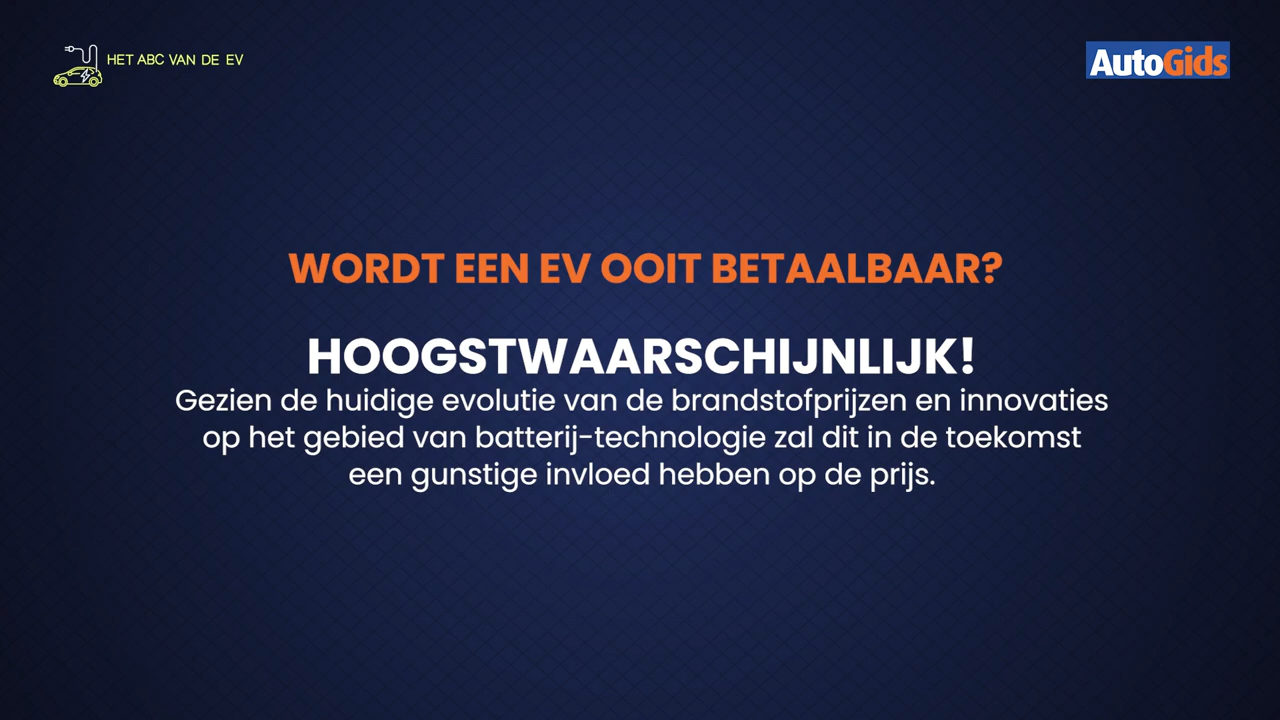 HET ABC VAN DE EV
AutoGids
WORDT EEN EV OOIT BETAALBAAR?
HOOGSTWAARSCHIJNLIJK!
Gezien de huidige evolutie van de brandstofprijzen en innovaties
op het gebied van batterij-technologie zal dit in de toekomst
een gunstige invloed hebben op de prijs.